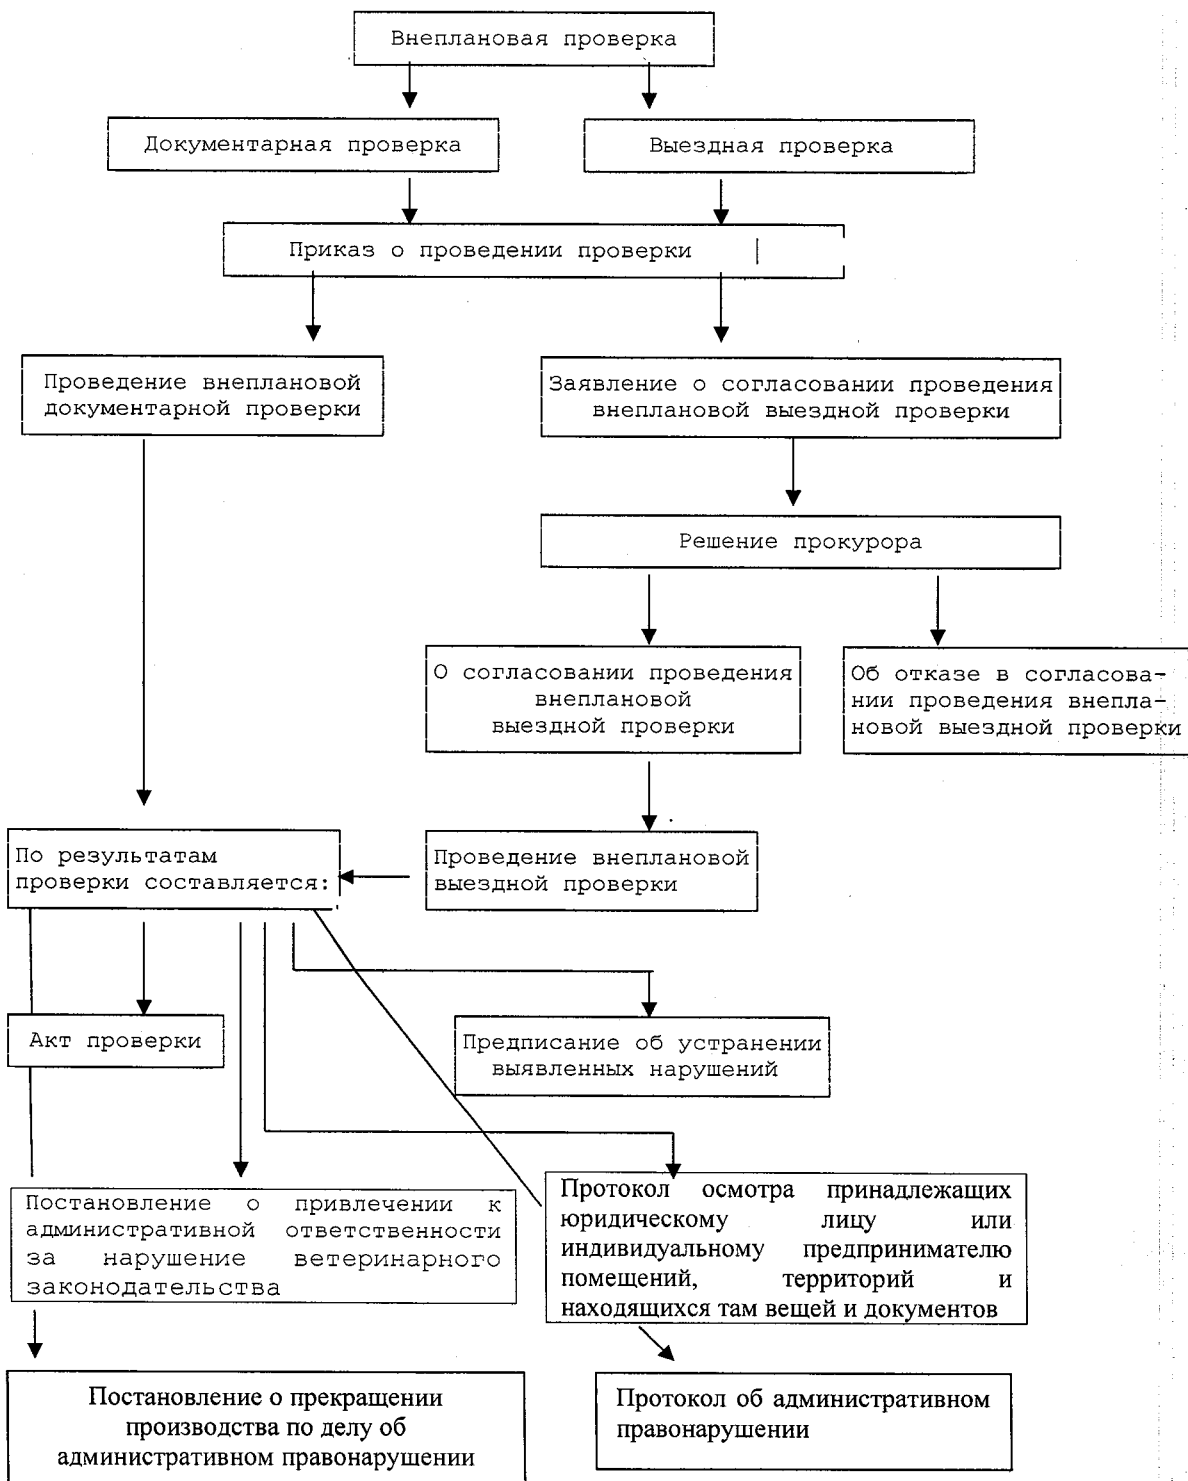 Внеплановая проверка
Документарная проверка
Выездная проверка
Приказ о проведении проверки
Проведение внеплановой
документарной проверки
Заявление о согласовании проведения
внеплановой выездной проверки
Решение прокурора
О согласовании проведения
внеплановой
выездной проверки
Об отказе в согласова-
нии проведения внепла-
новой выездной проверки
По результатам
проверки составляется:
Проведение внеплановой
выездной проверки
Акт проверки
Предписание об устранении
выявленных нарушений
Постановление о привлечении к
административной ответственности
за нарушение ветеринарного
законодательства
Протокол осмотра принадлежащих
юридическому лицу или
индивидуальному предпринимателю
помещений, территорий и
находящихся там вещей и документов
Постановление о прекращении
производства по делу об
административном правонарушении
Протокол об административном
правонарушении